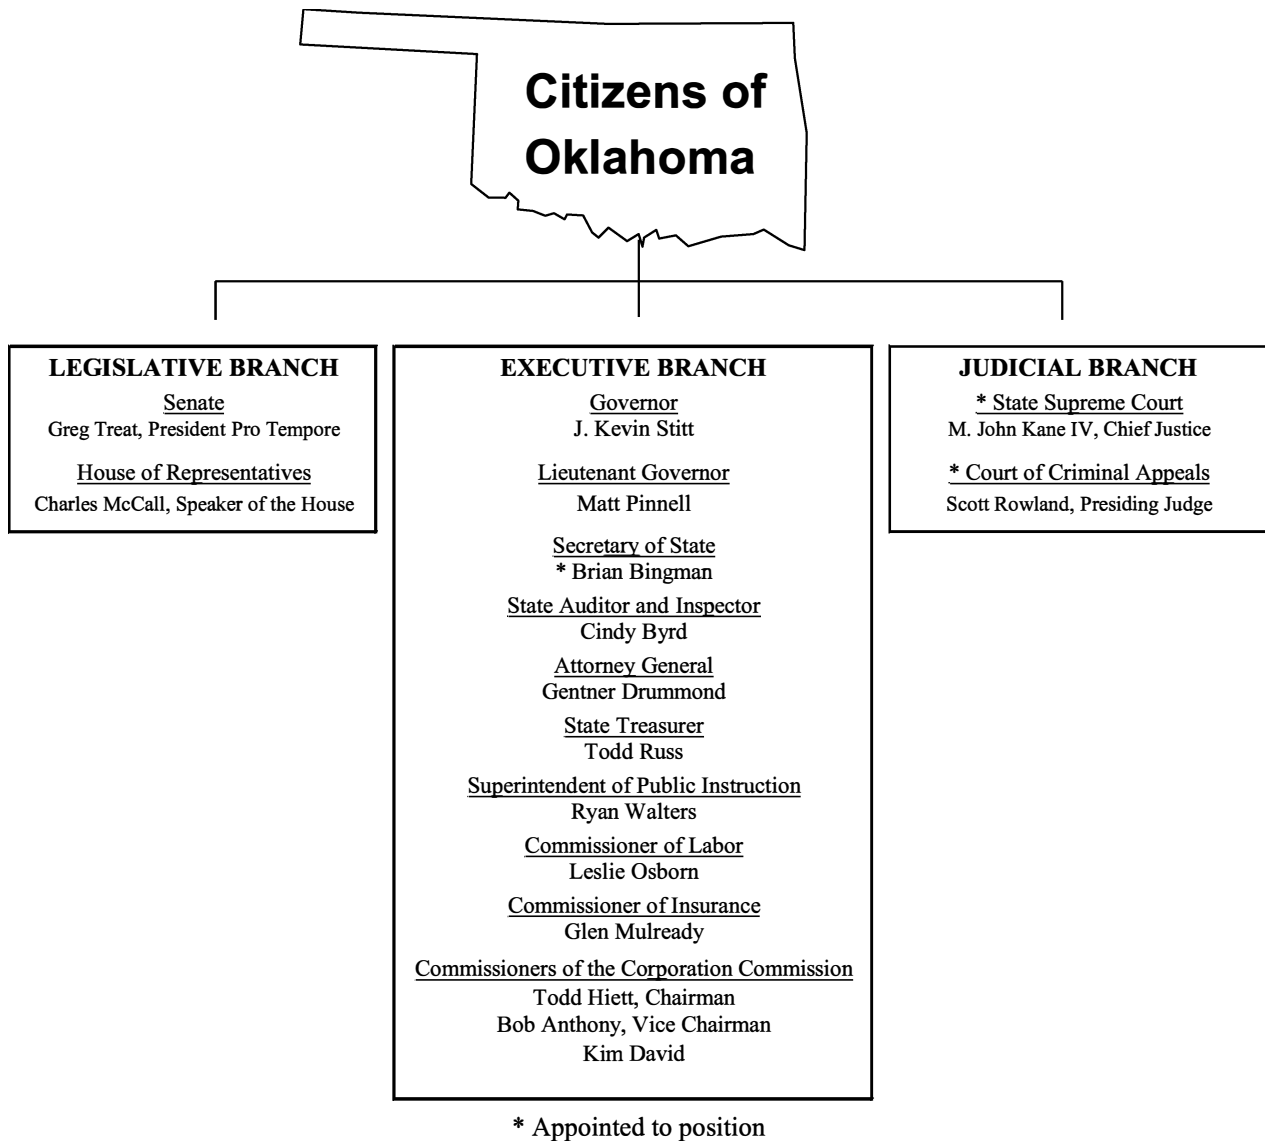 Citizens of
Oklahoma
LEGISLATIVE BRANCH
Senate
Greg Treat, President Pro Tempore
House of Representatives
Charles McCall, Speaker of the House
EXECUTIVE BRANCH
Governor
J. Kevin Stitt
Lieutenant Governor
Matt Pinnell
Secretary of State
* Brian Bingman
State Auditor and Inspector
Cindy Byrd
Attorney General
Gentner Drummond
State Treasurer
Todd Russ
Superintendent of Public Instruction
Ryan Walters
Commissioner of Labor
Leslie Osborn
Commissioner of Insurance
Glen Mulready
Commissioners of the Corporation Commission
Todd Hiett, Chairman
Bob Anthony, Vice Chairman
Kim David
JUDICIAL BRANCH
* State Supreme Court
M. John Kane IV, Chief Justice
* Court of Criminal Appeals
Scott Rowland, Presiding Judge
* Appointed to position